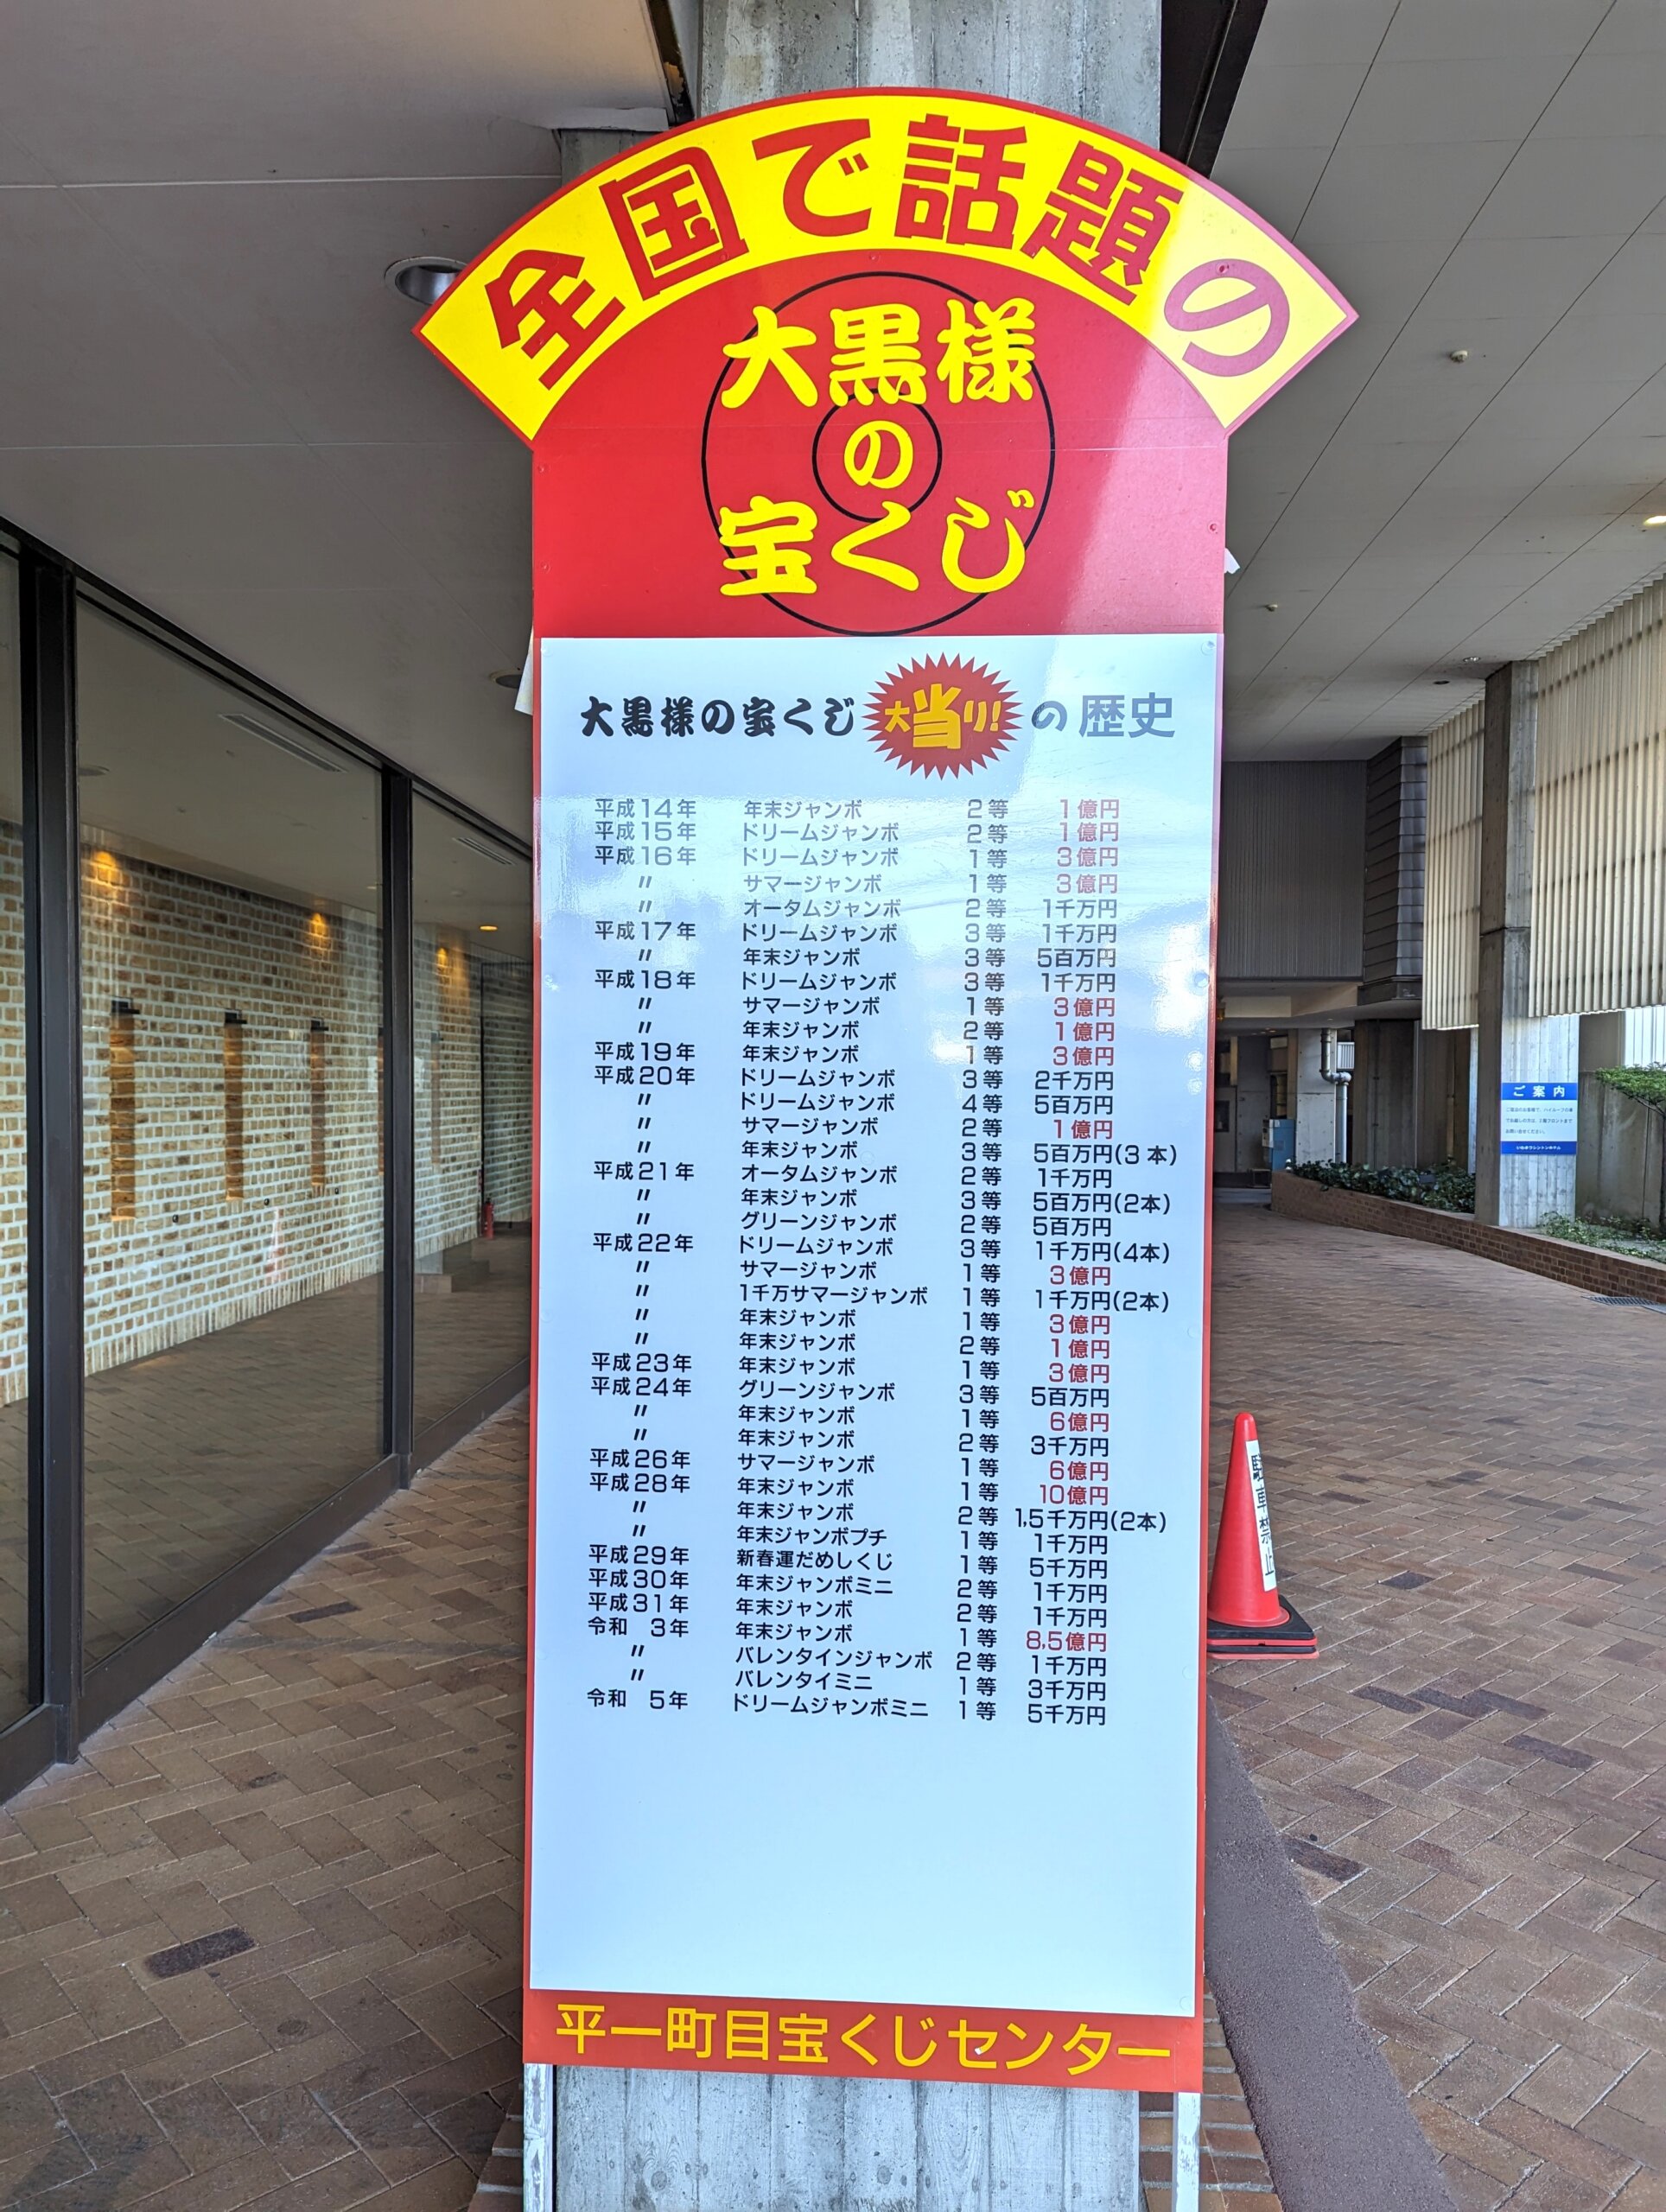 全国で話題の
大黒様
の
宝くじ
大黒様の宝くじ 大当り! の歴史
平成14年 年末ジャンボ 2等 1億円
平成15年 ドリームジャンボ 2等 1億円
平成16年 ドリームジャンボ 1等 3億円
〃 サマージャンボ 1等 3億円
〃 オータムジャンボ 2等 1千万円
平成17年 ドリームジャンボ 3等 1千万円
〃 年末ジャンボ 3等 5百万円
平成18年 ドリームジャンボ 3等 1千万円
〃 サマージャンボ 1等 3億円
〃 年末ジャンボ 2等 1億円
平成19年 年末ジャンボ 1等 3億円
平成20年 ドリームジャンボ 3等 2千万円
〃 ドリームジャンボ 4等 5百万円
〃 サマージャンボ 2等 1億円
〃 年末ジャンボ 3等 5百万円(3本)
平成21年 オータムジャンボ 2等 1千万円
〃 年末ジャンボ 3等 5百万円(2本)
〃 グリーンジャンボ 2等 5百万円
平成22年 ドリームジャンボ 3等 1千万円(4本)
〃 サマージャンボ 1等 3億円
〃 1千万サマージャンボ 1等 1千万円(2本)
〃 年末ジャンボ 1等 3億円
〃 年末ジャンボ 2等 1億円
平成23年 年末ジャンボ 1等 3億円
平成24年 グリーンジャンボ 3等 5百万円
〃 年末ジャンボ 1等 6億円
〃 年末ジャンボ 2等 3千万円
平成26年 サマージャンボ 1等 6億円
平成28年 年末ジャンボ 1等 10億円
〃 年末ジャンボ 2等 1,5千万円(2本)
〃 年末ジャンボプチ 1等 1千万円
平成29年 新春運だめしくじ 1等 5千万円
平成30年 年末ジャンボミニ 2等 1千万円
平成31年 年末ジャンボ 2等 1千万円
令和 3年 年末ジャンボ 1等 8,5億円
〃 バレンタインジャンボ 2等 1千万円
〃 バレンタイミニ 1等 3千万円
令和 5年 ドリームジャンボミニ 1等 5千万円
平一町目宝くじセンター
駐車禁止
ご案内